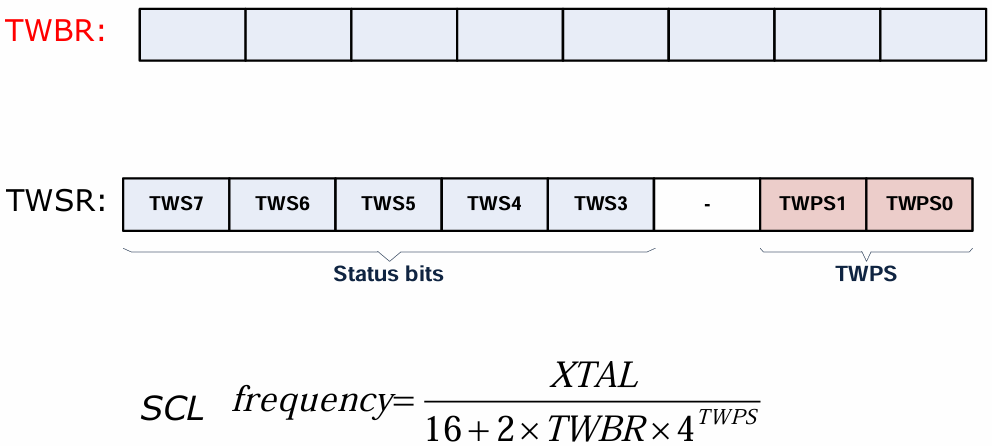 TWBR:
TWSR: TWS7 TWS6 TWS5 TWS4 TWS3 - TWPS1 TWPS0
Status bits TWPS
SCL frequency= XTAL
16+2×TWBR×4^TWPS